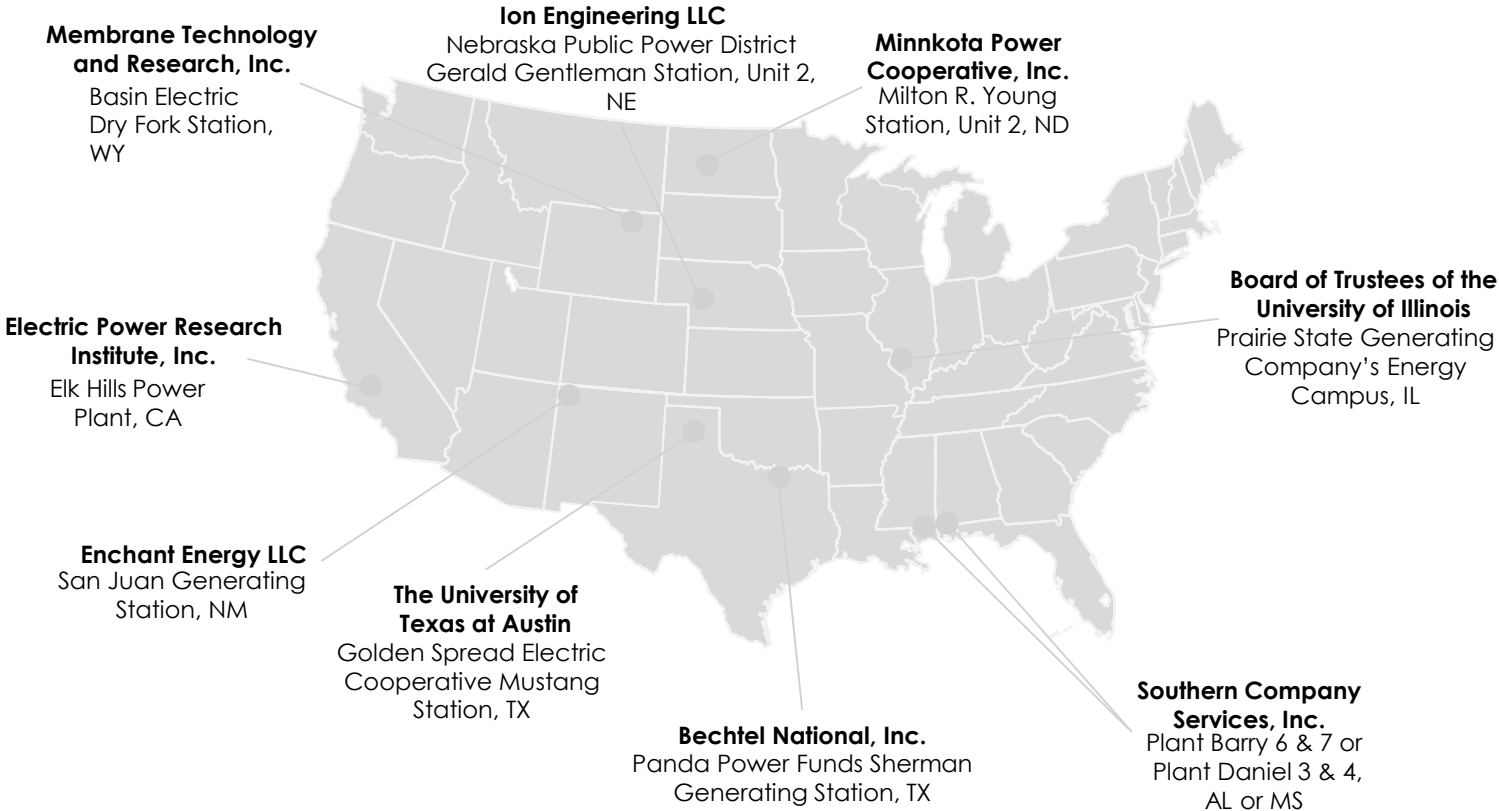 Membrane Technology
and Research, Inc.
Basin Electric
Dry Fork Station,
WY
Ion Engineering LLC
Nebraska Public Power District
Gerald Gentleman Station, Unit 2,
NE
Minnkota Power
Cooperative, Inc.
Milton R. Young
Station, Unit 2, ND
Board of Trustees of the
University of Illinois
Prairie State Generating
Company’s Energy
Campus, IL
Electric Power Research
Institute, Inc.
Elk Hills Power
Plant, CA
Enchant Energy LLC
San Juan Generating
Station, NM
The University of
Texas at Austin
Golden Spread Electric
Cooperative Mustang
Station, TX
Bechtel National, Inc.
Panda Power Funds Sherman
Generating Station, TX
Southern Company
Services, Inc.
Plant Barry 6 & 7 or
Plant Daniel 3 & 4,
AL or MS